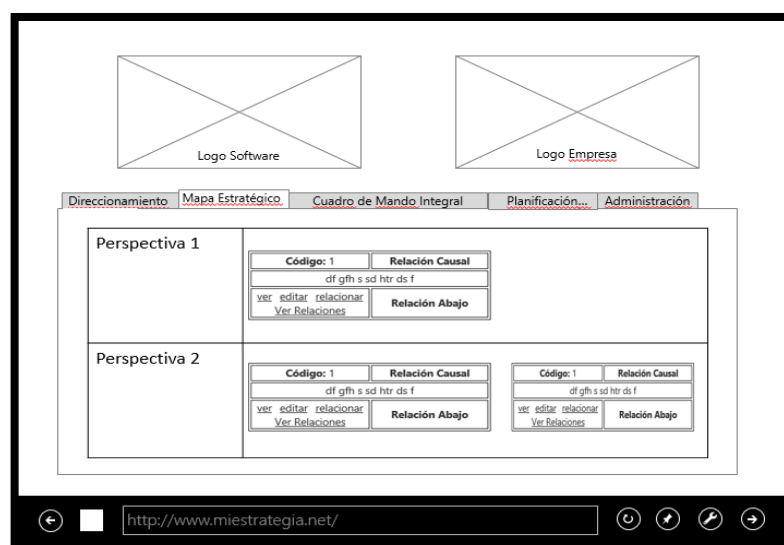 Logo Software
Logo Empresa
Direccionamiento Mapa Estratégico Cuadro de Mando Integral Planificación... Administración
Perspectiva 1
Código: 1 Relación Causal
df gfh s sd htr ds f
ver editar relacionar
Ver Relaciones
Relación Abajo
Perspectiva 2
Código: 1 Relación Causal
df gfh s sd htr ds f
ver editar relacionar
Ver Relaciones
Relación Abajo
Código: 1 Relación Causal
df gfh s sd htr ds f
ver editar relacionar
Ver Relaciones
Relación Abajo
http://www.miestrategia.net/